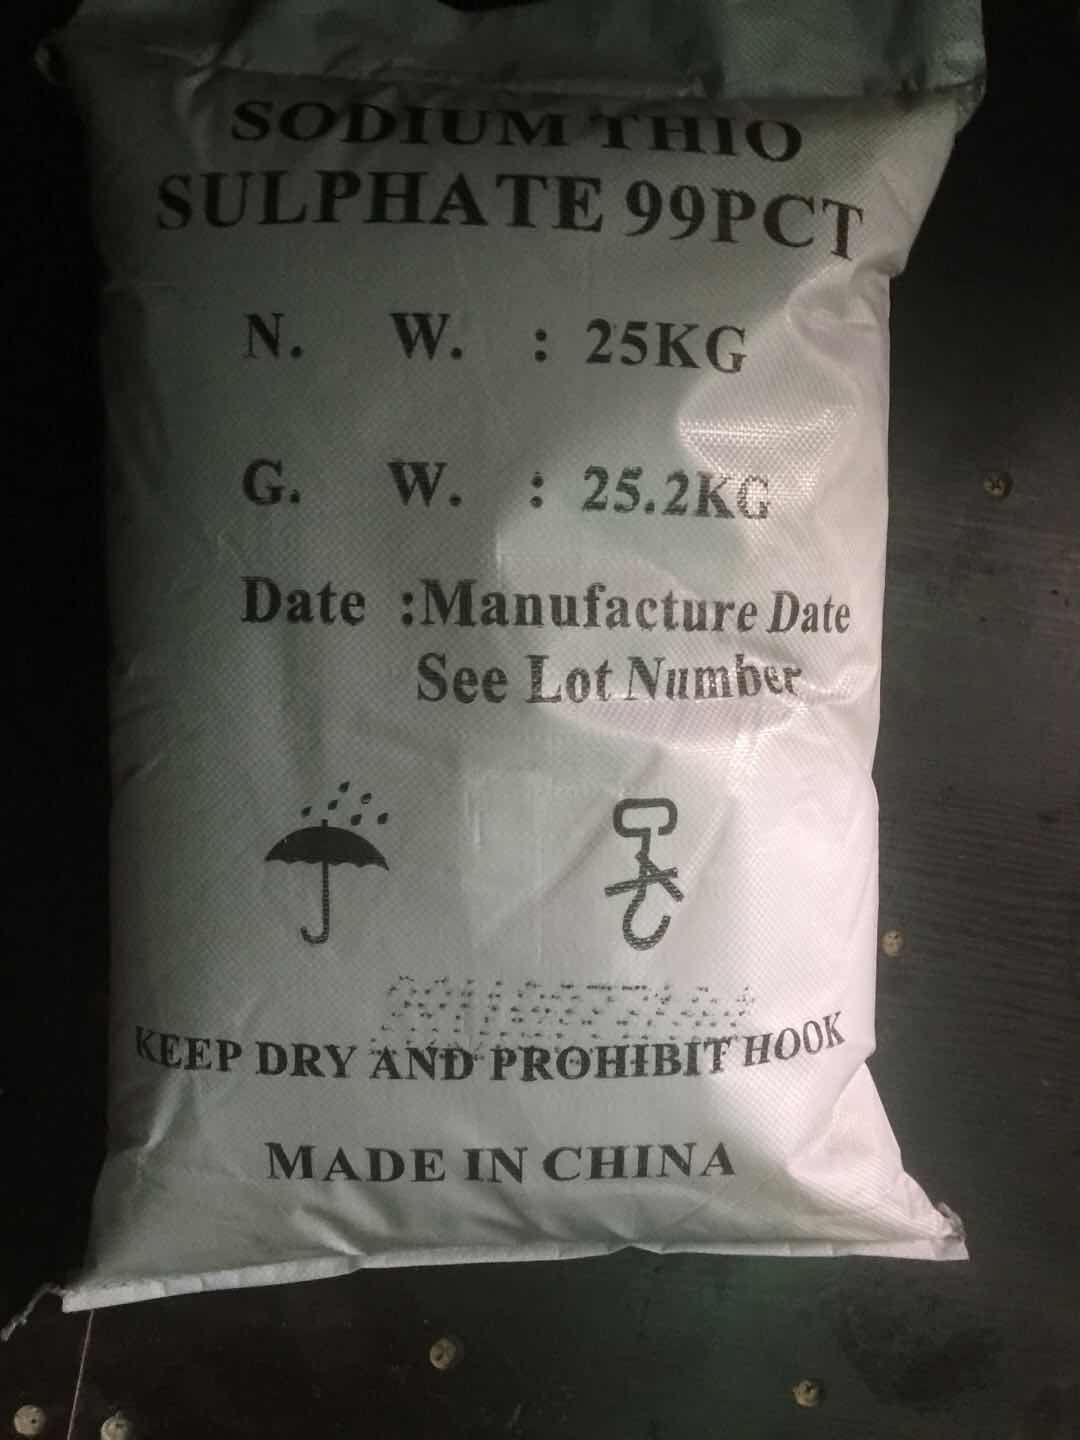 SODIUM THIO
SULPHATE 99PCT
N. W. : 25KG
G. W. : 25.2KG
Date :Manufacture Date
See Lot Number
KEEP DRY AND PROHIBIT HOOK
MADE IN CHINA